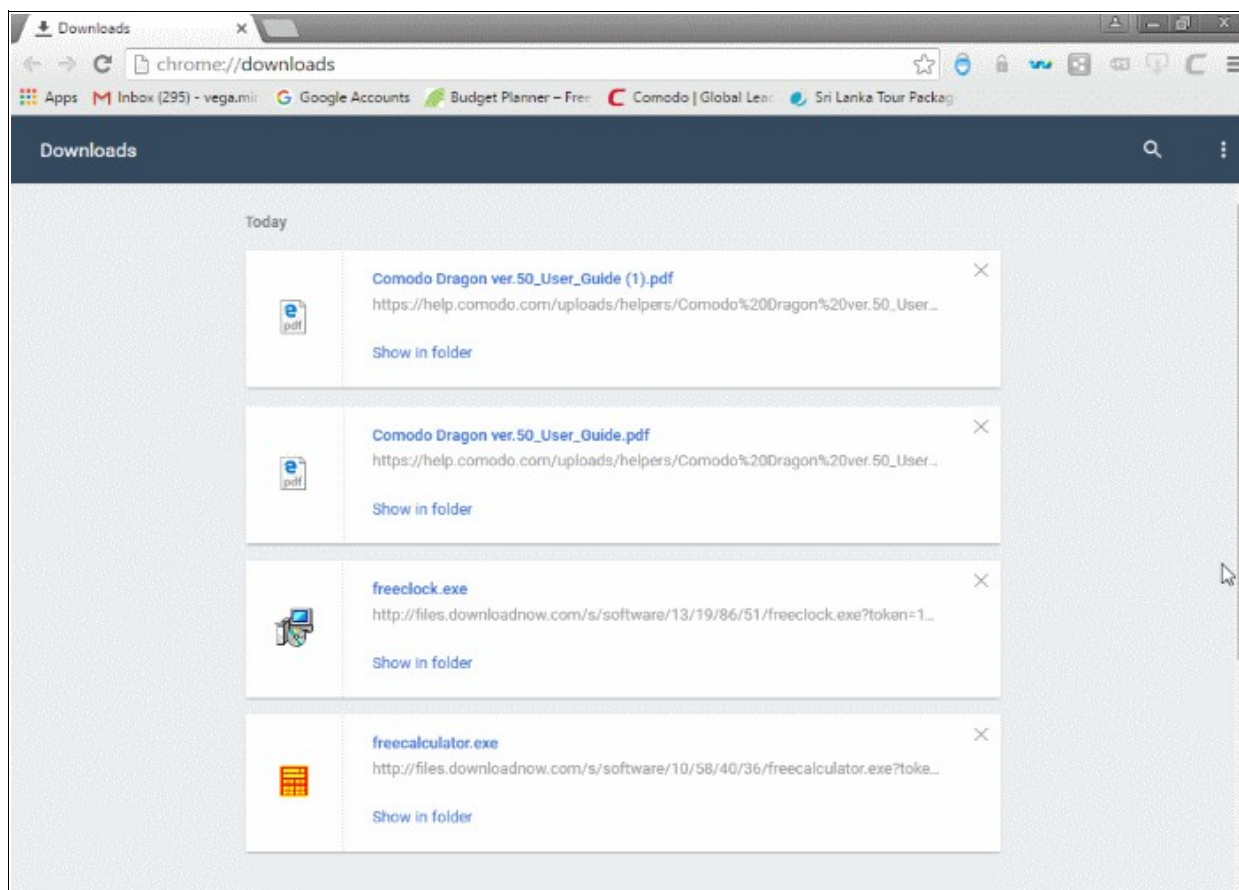 Downloads
chrome://downloads
Apps Inbox (295) - vega.mi Google Accounts Budget Planner – Free Comodo | Global Lea Sri Lanka Tour Packag
Downloads
Today
Comodo Dragon ver.50_User_Guide (1).pdf
https://help.comodo.com/uploads/helpers/Comodo%20Dragon%20ver.50_User...
pdf
Show in folder
Comodo Dragon ver.50_User_Guide.pdf
https://help.comodo.com/uploads/helpers/Comodo%20Dragon%20ver.50_User...
pdf
Show in folder
freeclock.exe
http://files.downloadnow.com/s/software/13/19/86/51/freeclock.exe?token=1...
Show in folder
freecalculator.exe
http://files.downloadnow.com/s/software/10/58/40/36/freecalculator.exe?toke...
Show in folder